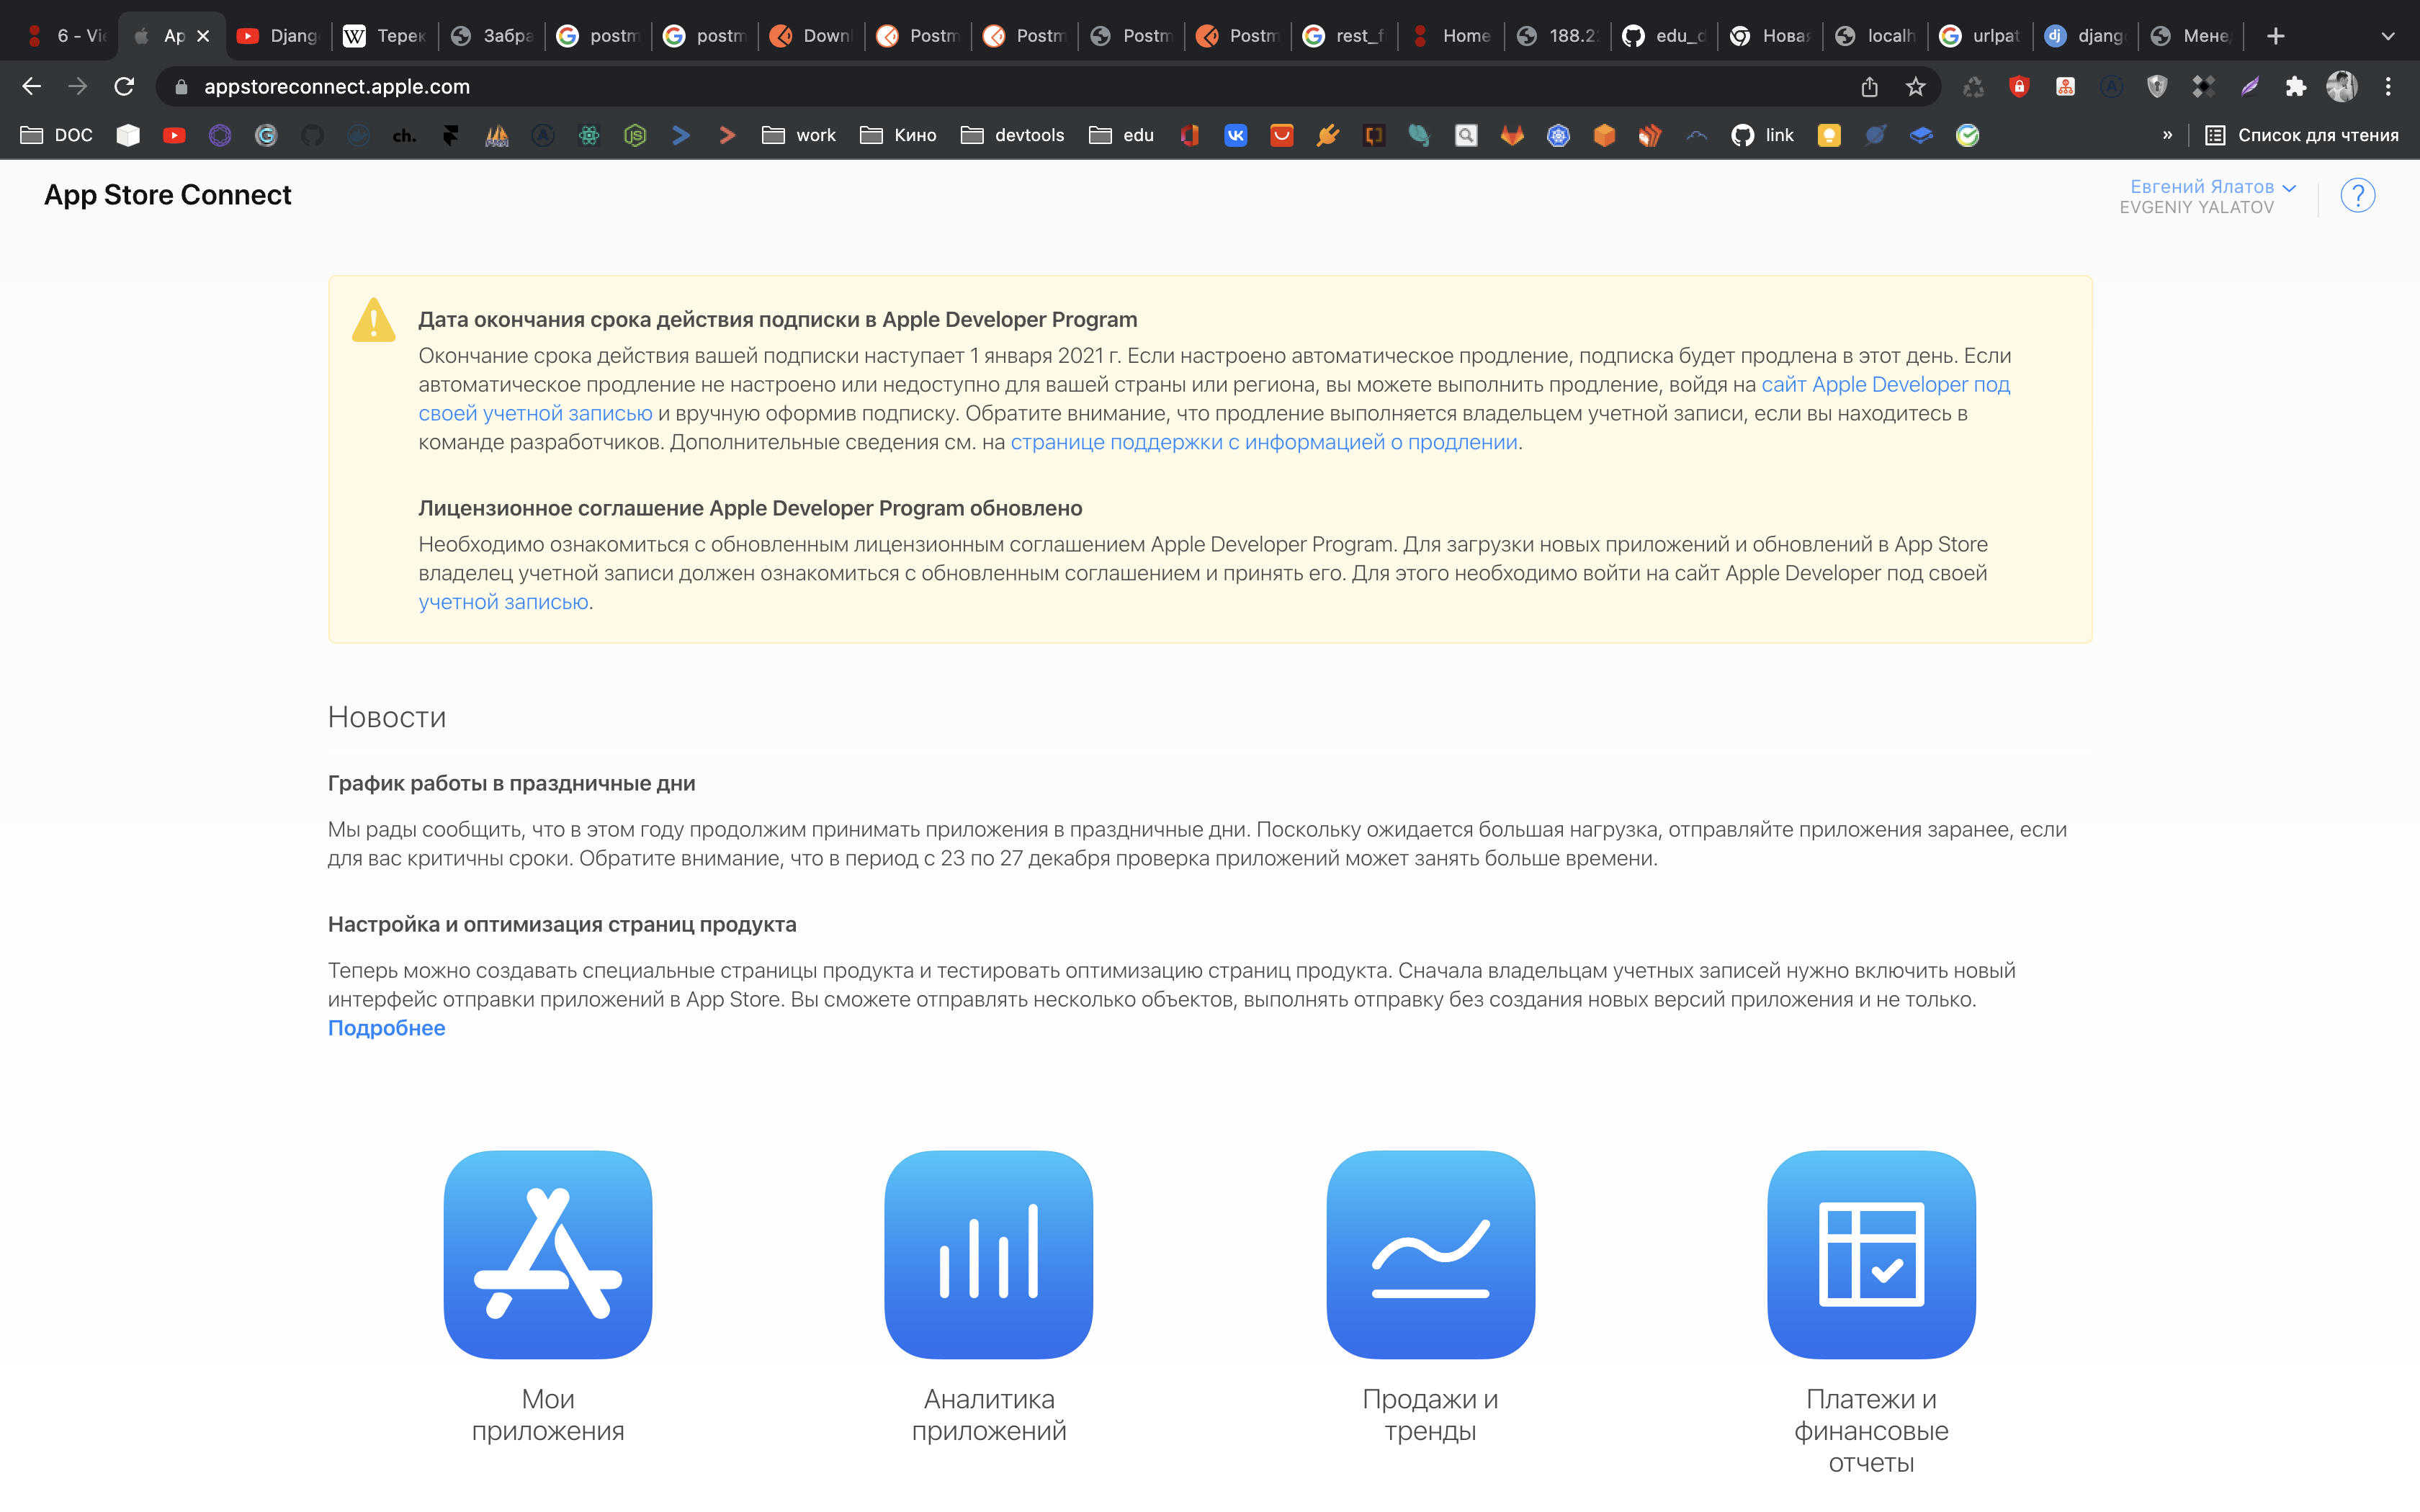 6 - Vi
Ap
Djang
Терек
Забра
postm
postm
Down
Postm
Postm
Postm
Postm
rest_f
Home
188.2
edu_d
Нова
localh
urlpat
djang
Мене
appstoreconnect.apple.com
DOC
ch.
work
Кино
devtools
edu
link
»
Список для чтения
App Store Connect
Евгений Ялатов
EVGENIY YALATOV
?
Дата окончания срока действия подписки в Apple Developer Program
Окончание срока действия вашей подписки наступает 1 января 2021 г. Если настроено автоматическое продление, подписка будет продлена в этот день. Если
автоматическое продление не настроено или недоступно для вашей страны или региона, вы можете выполнить продление, войдя на сайт Apple Developer под
своей учетной записью и вручную оформив подписку. Обратите внимание, что продление выполняется владельцем учетной записи, если вы находитесь в
команде разработчиков. Дополнительные сведения см. на странице поддержки с информацией о продлении.
Лицензионное соглашение Apple Developer Program обновлено
Необходимо ознакомиться с обновленным лицензионным соглашением Apple Developer Program. Для загрузки новых приложений и обновлений в App Store
владелец учетной записи должен ознакомиться с обновленным соглашением и принять его. Для этого необходимо войти на сайт Apple Developer под своей
учетной записью.
Новости
График работы в праздничные дни
Мы рады сообщить, что в этом году продолжим принимать приложения в праздничные дни. Поскольку ожидается большая нагрузка, отправляйте приложения заранее, если
для вас критичны сроки. Обратите внимание, что в период с 23 по 27 декабря проверка приложений может занять больше времени.
Настройка и оптимизация страниц продукта
Теперь можно создавать специальные страницы продукта и тестировать оптимизацию страниц продукта. Сначала владельцам учетных записей нужно включить новый
интерфейс отправки приложений в App Store. Вы сможете отправлять несколько объектов, выполнять отправку без создания новых версий приложения и не только.
Подробнее
Мои
приложения
Аналитика
приложений
Продажи и
тренды
Платежи и
финансовые
отчеты